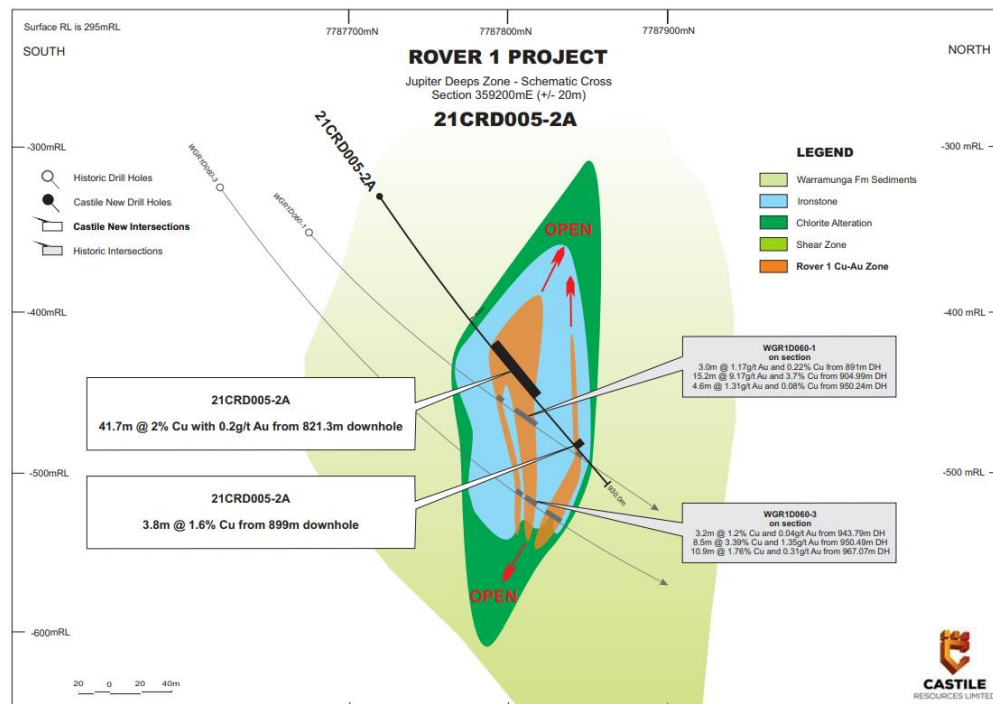 Surface RL is 295mRL
7787700mN
7787800mN
7787900mN
SOUTH
NORTH
ROVER 1 PROJECT
Jupiter Deeps Zone - Schematic Cross
Section 359200mE (+/- 20m)
21CRD005-2A
-300mRL
-300 mRL
-400mRL
-400 mRL
-500mRL
-500 mRL
-600mRL
Historic Drill Holes
Castile New Drill Holes
Castile New Intersections
Historic Intersections
WGR1D060-3
WGR1D060-1
21CRD005-2A
LEGEND
Warramunga Fm Sediments
Ironstone
Chlorite Alteration
Shear Zone
Rover 1 Cu-Au Zone
OPEN
WGR1D060-1
on section
3.0m @ 1.17g/t Au and 0.22% Cu from 891m DH
15.2m @ 9.17g/t Au and 3.7% Cu from 904.99m DH
4.6m @ 1.31g/t Au and 0.08% Cu from 950.24m DH
21CRD005-2A
41.7m @ 2% Cu with 0.2g/t Au from 821.3m downhole
21CRD005-2A
3.8m @ 1.6% Cu from 899m downhole
930.0m
WGR1D060-3
on section
3.2m @ 1.2% Cu and 0.04g/t Au from 943.79m DH
8.5m @ 3.39% Cu and 1.35g/t Au from 950.49m DH
10.9m @ 1.76% Cu and 0.31g/t Au from 967.07m DH
OPEN
20 0 20 40m
CASTILE
RESOURCES LIMITED